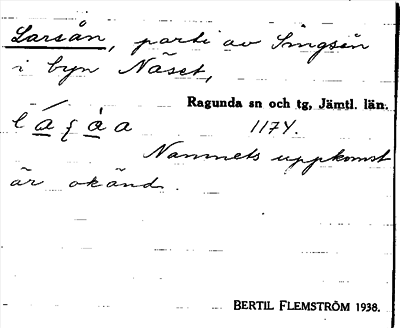 Larsån, parti av Singsån
i byn Näset,
Ragunda sn och tg, Jämtl. län.
1174.
Namnets uppkomst
är okänd.
BERTIL FLEMSTRÖM 1938.